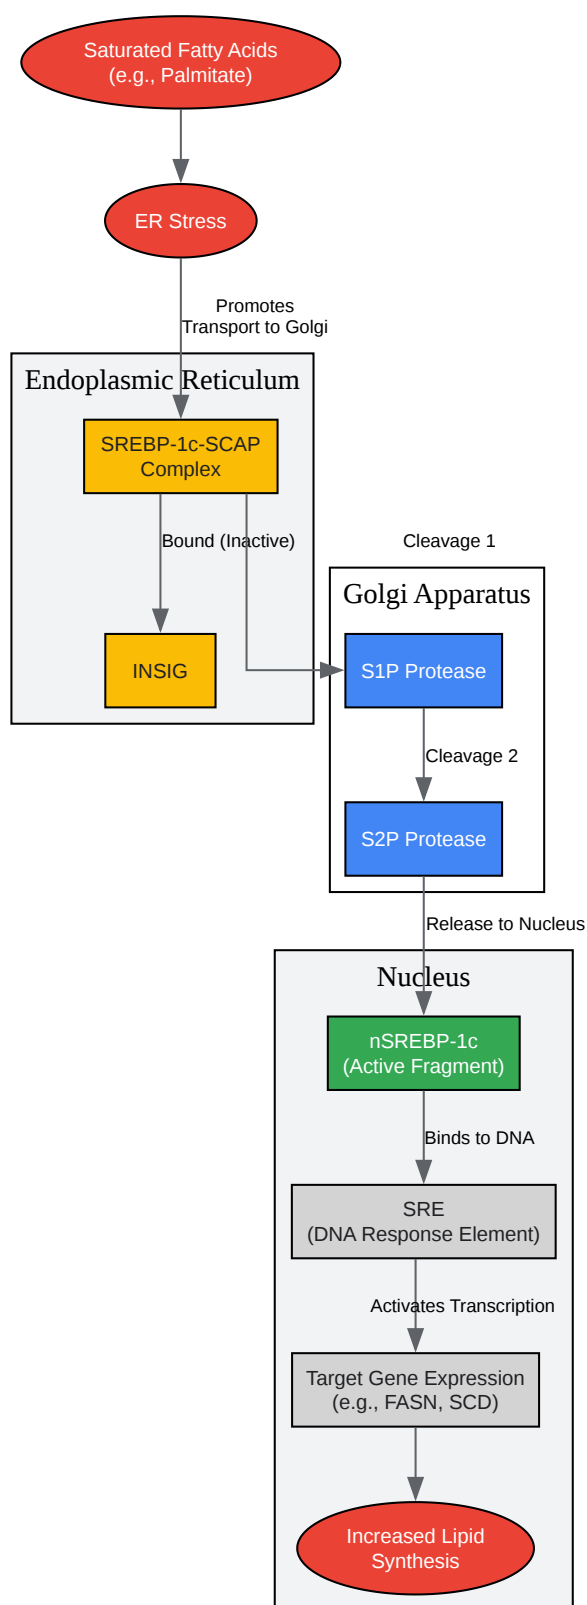 Saturated Fatty Acids
(e.g., Palmitate)
ER Stress
Promotes
Transport to Golgi
Endoplasmic Reticulum
SREBP-1c-SCAP
Complex
Bound (Inactive)
Cleavage 1
Golgi Apparatus
INSIG
S1P Protease
Cleavage 2
S2P Protease
Release to Nucleus
Nucleus
nSREBP-1c
(Active Fragment)
Binds to DNA
SRE
(DNA Response Element)
Activates Transcription
Target Gene Expression
(e.g., FASN, SCD)
Increased Lipid
Synthesis